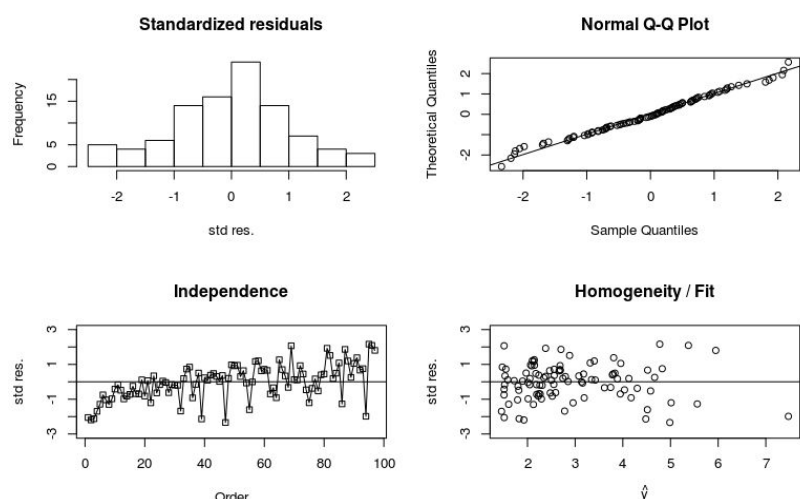 Standardized residuals
Frequency
15
5
0
-2 -1 0 1 2
std res.
Normal Q-Q Plot
Theoretical Quantiles
2
1
0
-2
-2 -1 0 1 2
Sample Quantiles
Independence
std res.
3
1
-1
-3
0 20 40 60 80 100
Order
Homogeneity / Fit
std res.
3
1
-1
-3
2 3 4 5 6 7
ŷ